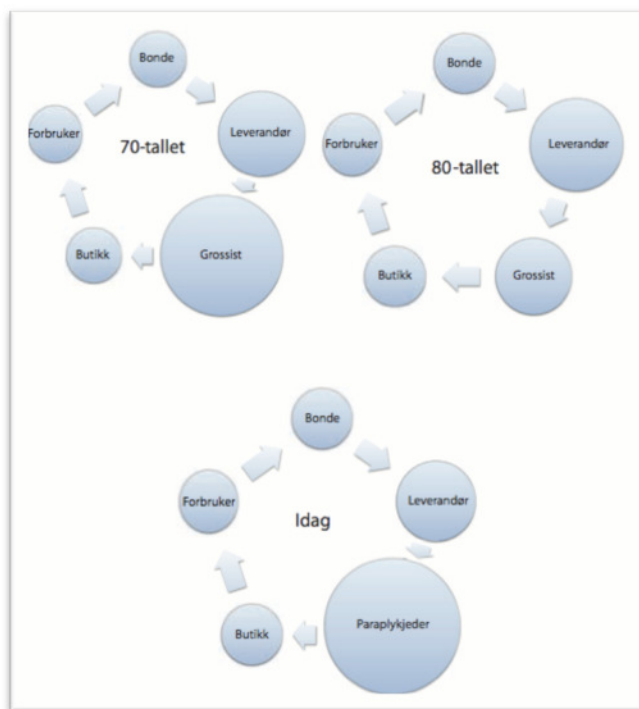 Bonde
Forbruker
Leverandør
70-tallet
Butikk
Grossist
Bonde
Forbruker
Leverandør
80-tallet
Butikk
Grossist
Bonde
Forbruker
Leverandør
Idag
Butikk
Paraplykjeder